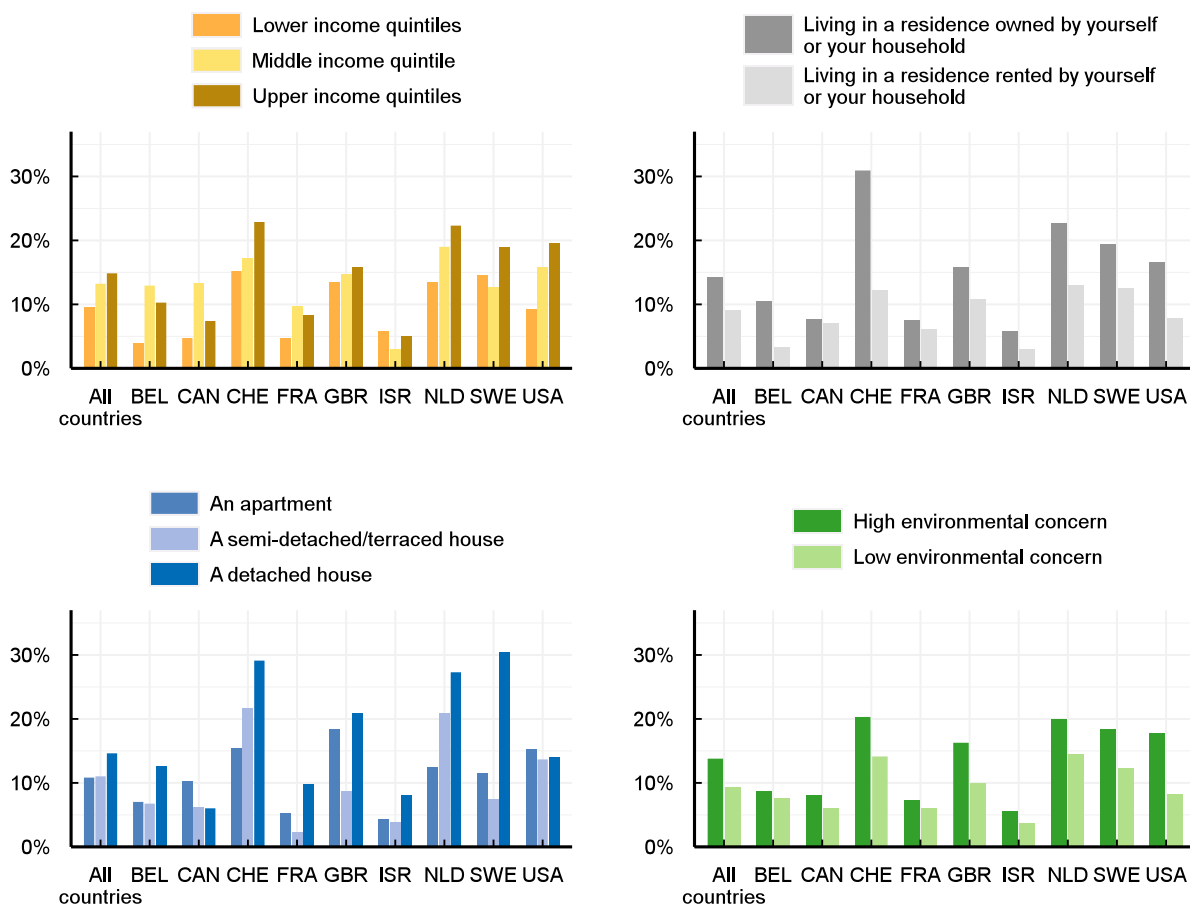 Lower income quintiles
Middle income quintile
Upper income quintiles
30%
20%
10%
0%
All BEL CAN CHE FRA GBR ISR NLD SWE USA
countries
Living in a residence owned by yourself
or your household
Living in a residence rented by yourself
or your household
30%
20%
10%
0%
All BEL CAN CHE FRA GBR ISR NLD SWE USA
countries
An apartment
A semi-detached/terraced house
A detached house
30%
20%
10%
0%
All BEL CAN CHE FRA GBR ISR NLD SWE USA
countries
High environmental concern
Low environmental concern
30%
20%
10%
0%
All BEL CAN CHE FRA GBR ISR NLD SWE USA
countries